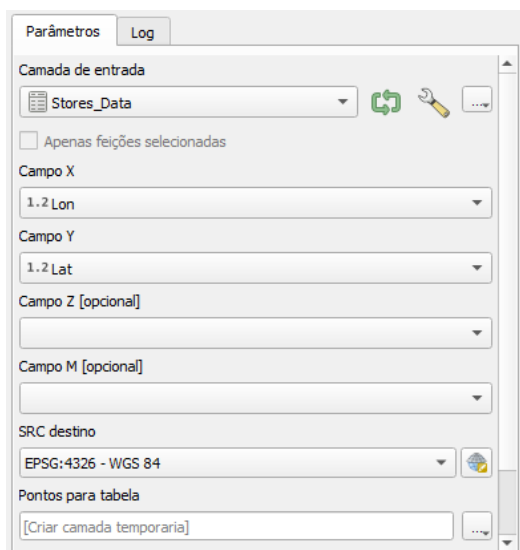 Parâmetros Log
Camada de entrada
Stores_Data
Apenas feições selecionadas
Campo X
1.2 Lon
Campo Y
1.2 Lat
Campo Z [opcional]
Campo M [opcional]
SRC destino
EPSG:4326 - WGS 84
Pontos para tabela
[Criar camada temporaria]